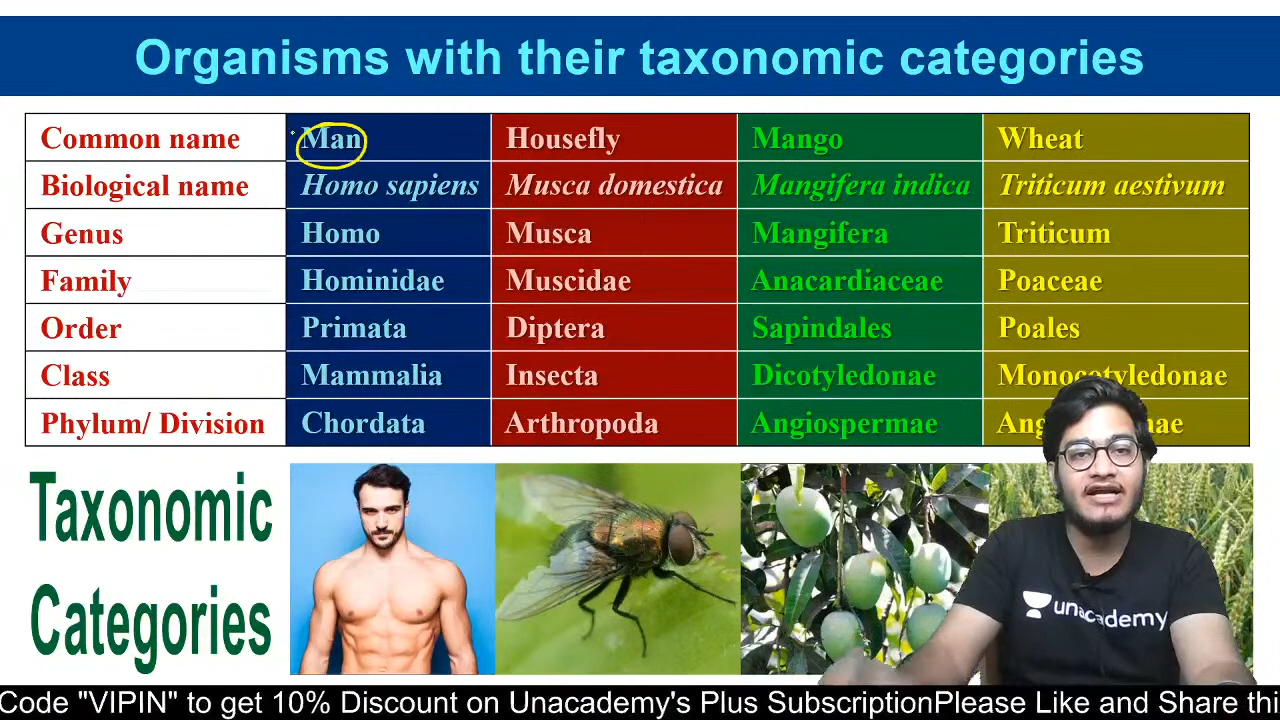 Organisms with their taxonomic categories
Common name Man Housefly Mango Wheat
Biological name Homo sapiens Musca domestica Mangifera indica Triticum aestivum
Genus Homo Musca Mangifera Triticum
Family Hominidae Muscidae Anacardiaceae Poaceae
Order Primata Diptera Sapindales Poales
Class Mammalia Insecta Dicotyledonae Monocotyledonae
Phylum/ Division Chordata Arthropoda Angiospermae
Taxonomic
Categories
unacademy
Code "VIPIN" to get 10% Discount on Unacademy's Plus SubscriptionPlease Like and Share thi